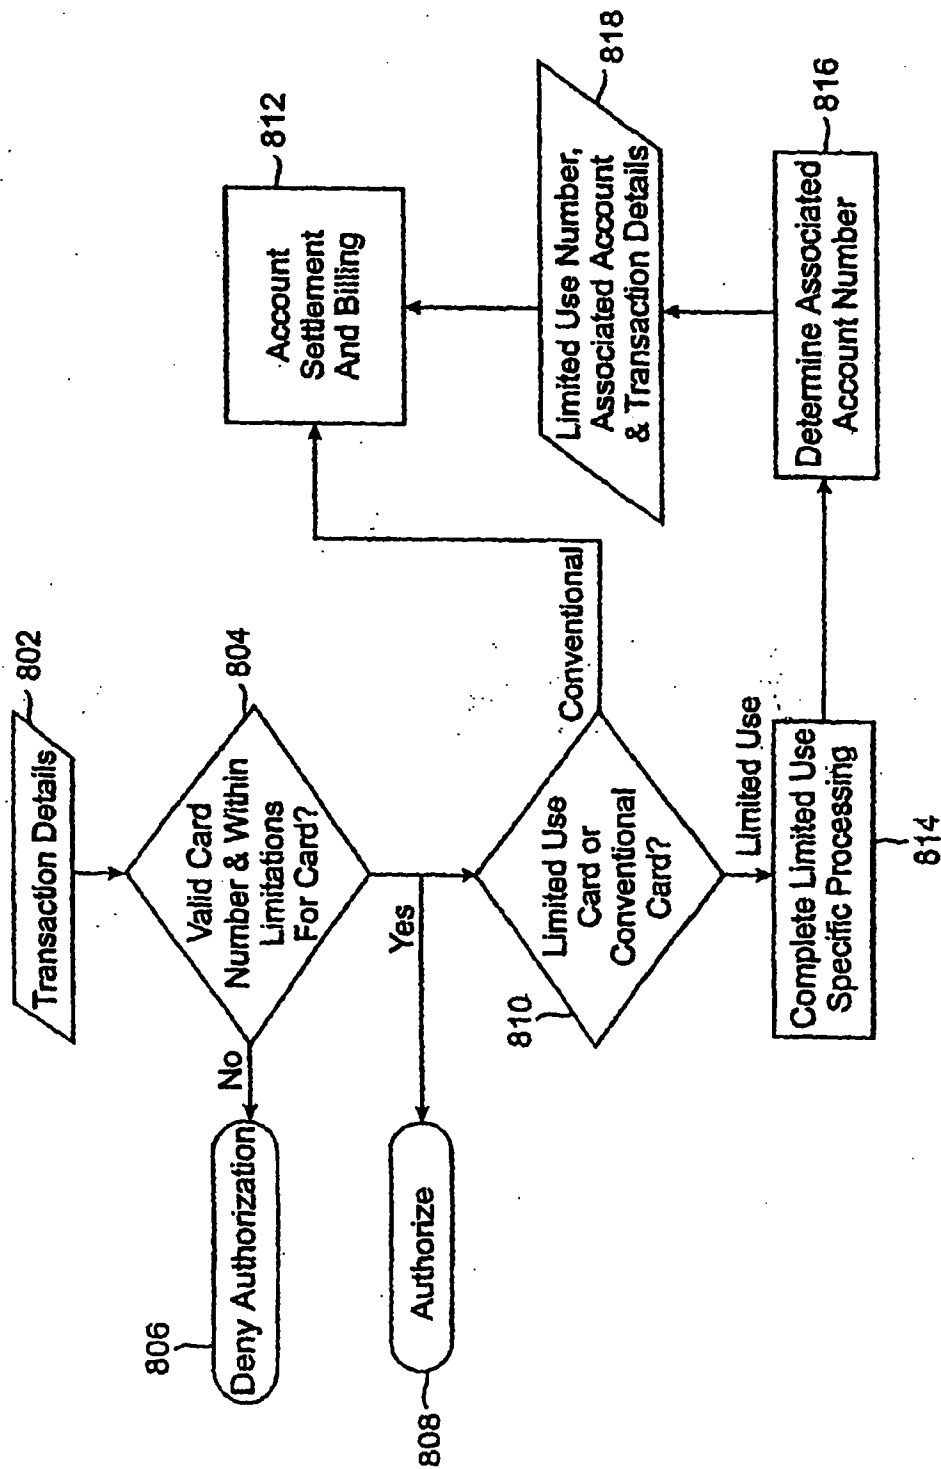 802
Transaction Details
804
Valid Card
Number & Within
Limitations
For Card?
No
806
Deny Authorization
Yes
808
Authorize
810
Limited Use
Card or
Conventional
Card?
Conventional
812
Account
Settlement
And Billing
Limited Use
Complete Limited Use
Specific Processing
814
Determine Associated
Account Number
816
Limited Use Number,
Associated Account
& Transaction Details
818